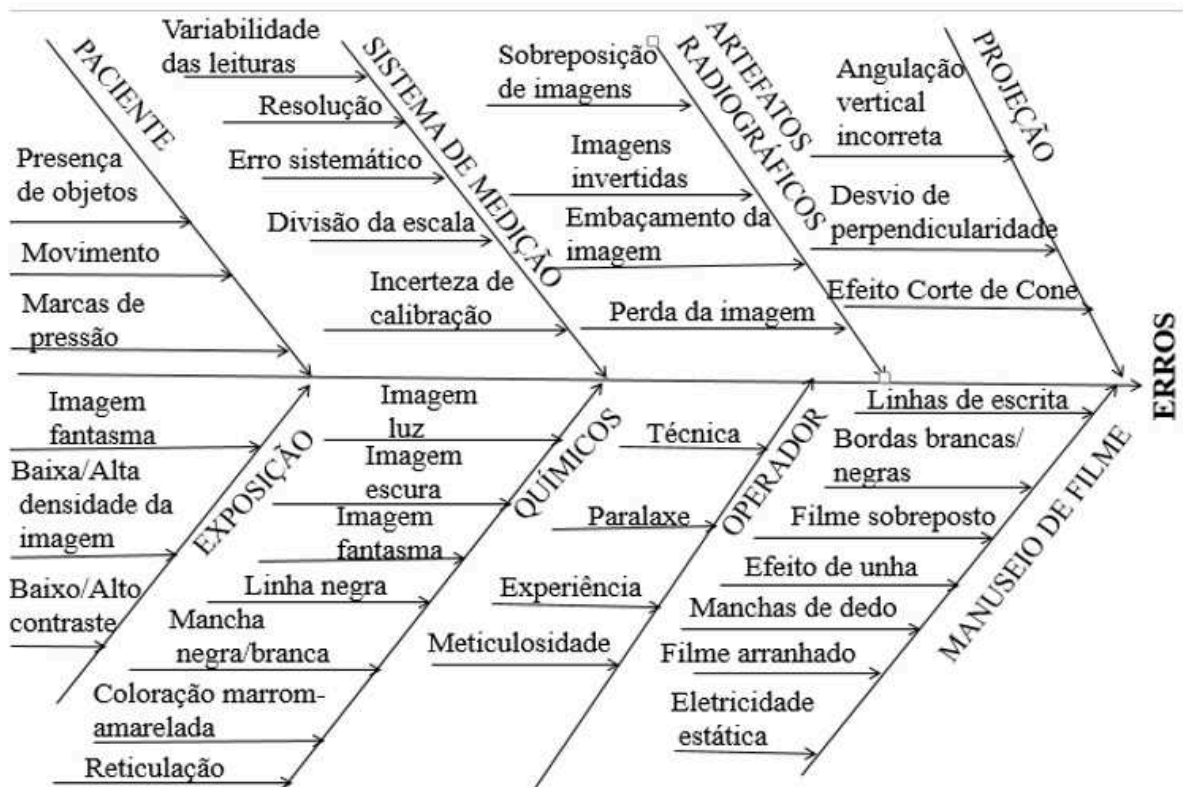 PACIENTE
Presença
de objetos
Movimento
Marcas de
pressão
SISTEMA DE MEDIÇÃO
Variabilidade
das leituras
Resolução
Erro sistemático
Divisão da escala
Incerteza de
calibração
ARTEFATOS
RADIOGRÁFICOS
Sobreposição
de imagens
Imagens
invertidas
Embaçamento da
imagem
Perda da imagem
PROJEÇÃO
Angulação
vertical
incorreta
Desvio de
perpendicularidade
Efeito Corte de Cone
ERROS
EXPOSIÇÃO
Imagem
fantasma
Baixa/Alta
densidade da
imagem
Baixo/Alto
contraste
QUÍMICOS
Imagem
luz
Imagem
escura
Imagem
fantasma
Linha negra
Mancha
negra/branca
Coloração marrom-
amarelada
Reticulação
OPERADOR
Técnica
Paralaxe
Experiência
Meticulosidade
MANUSEIO DE FILME
Linhas de escrita
Bordas brancas/
negras
Filme sobreposto
Efeito de unha
Manchas de dedo
Filme arranhado
Eletricidade
estática